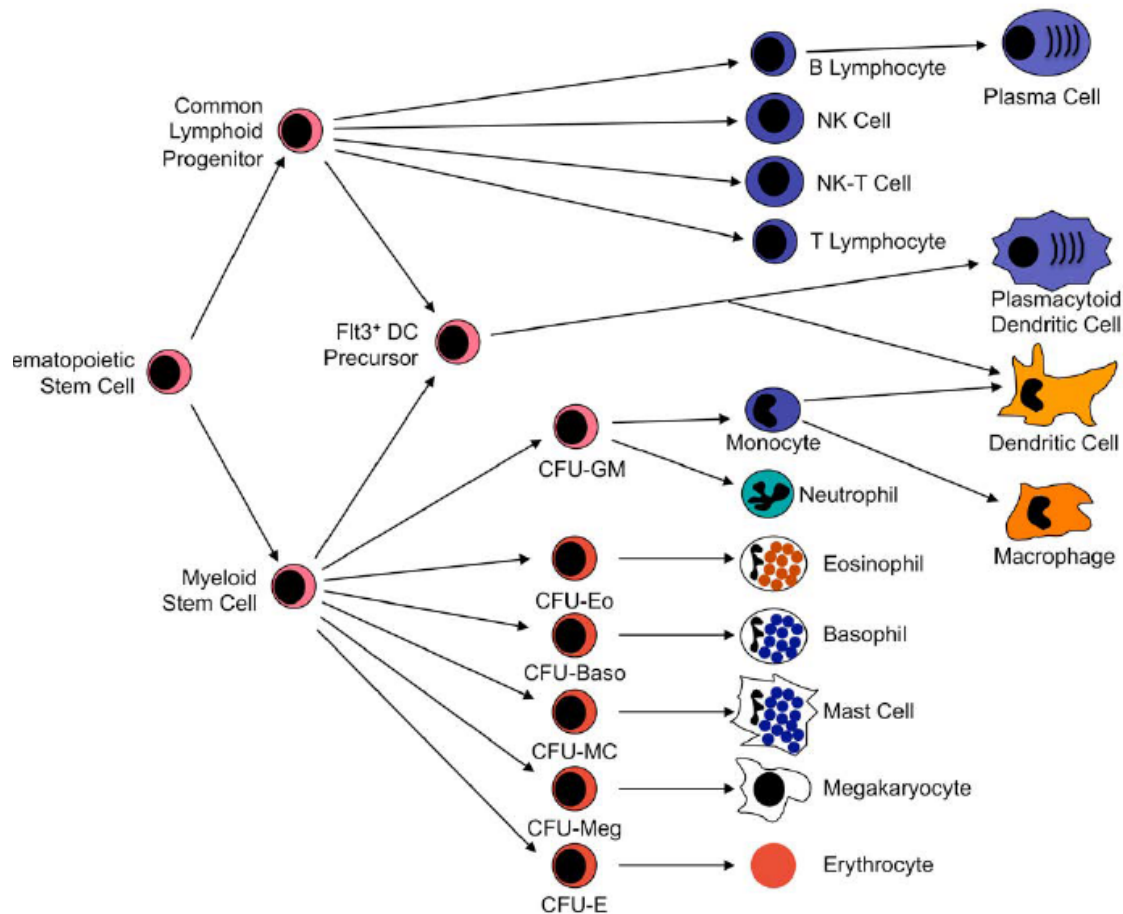 Common
Lymphoid
Progenitor
B Lymphocyte
Plasma Cell
NK Cell
NK-T Cell
T Lymphocyte
Plasmacytoid
Dendritic Cell
Flt3⁺ DC
Precursor
ematopoietic
Stem Cell
CFU-GM
Monocyte
Dendritic Cell
Neutrophil
Macrophage
Myeloid
Stem Cell
CFU-Eo
Eosinophil
CFU-Baso
Basophil
CFU-MC
Mast Cell
CFU-Meg
Megakaryocyte
CFU-E
Erythrocyte